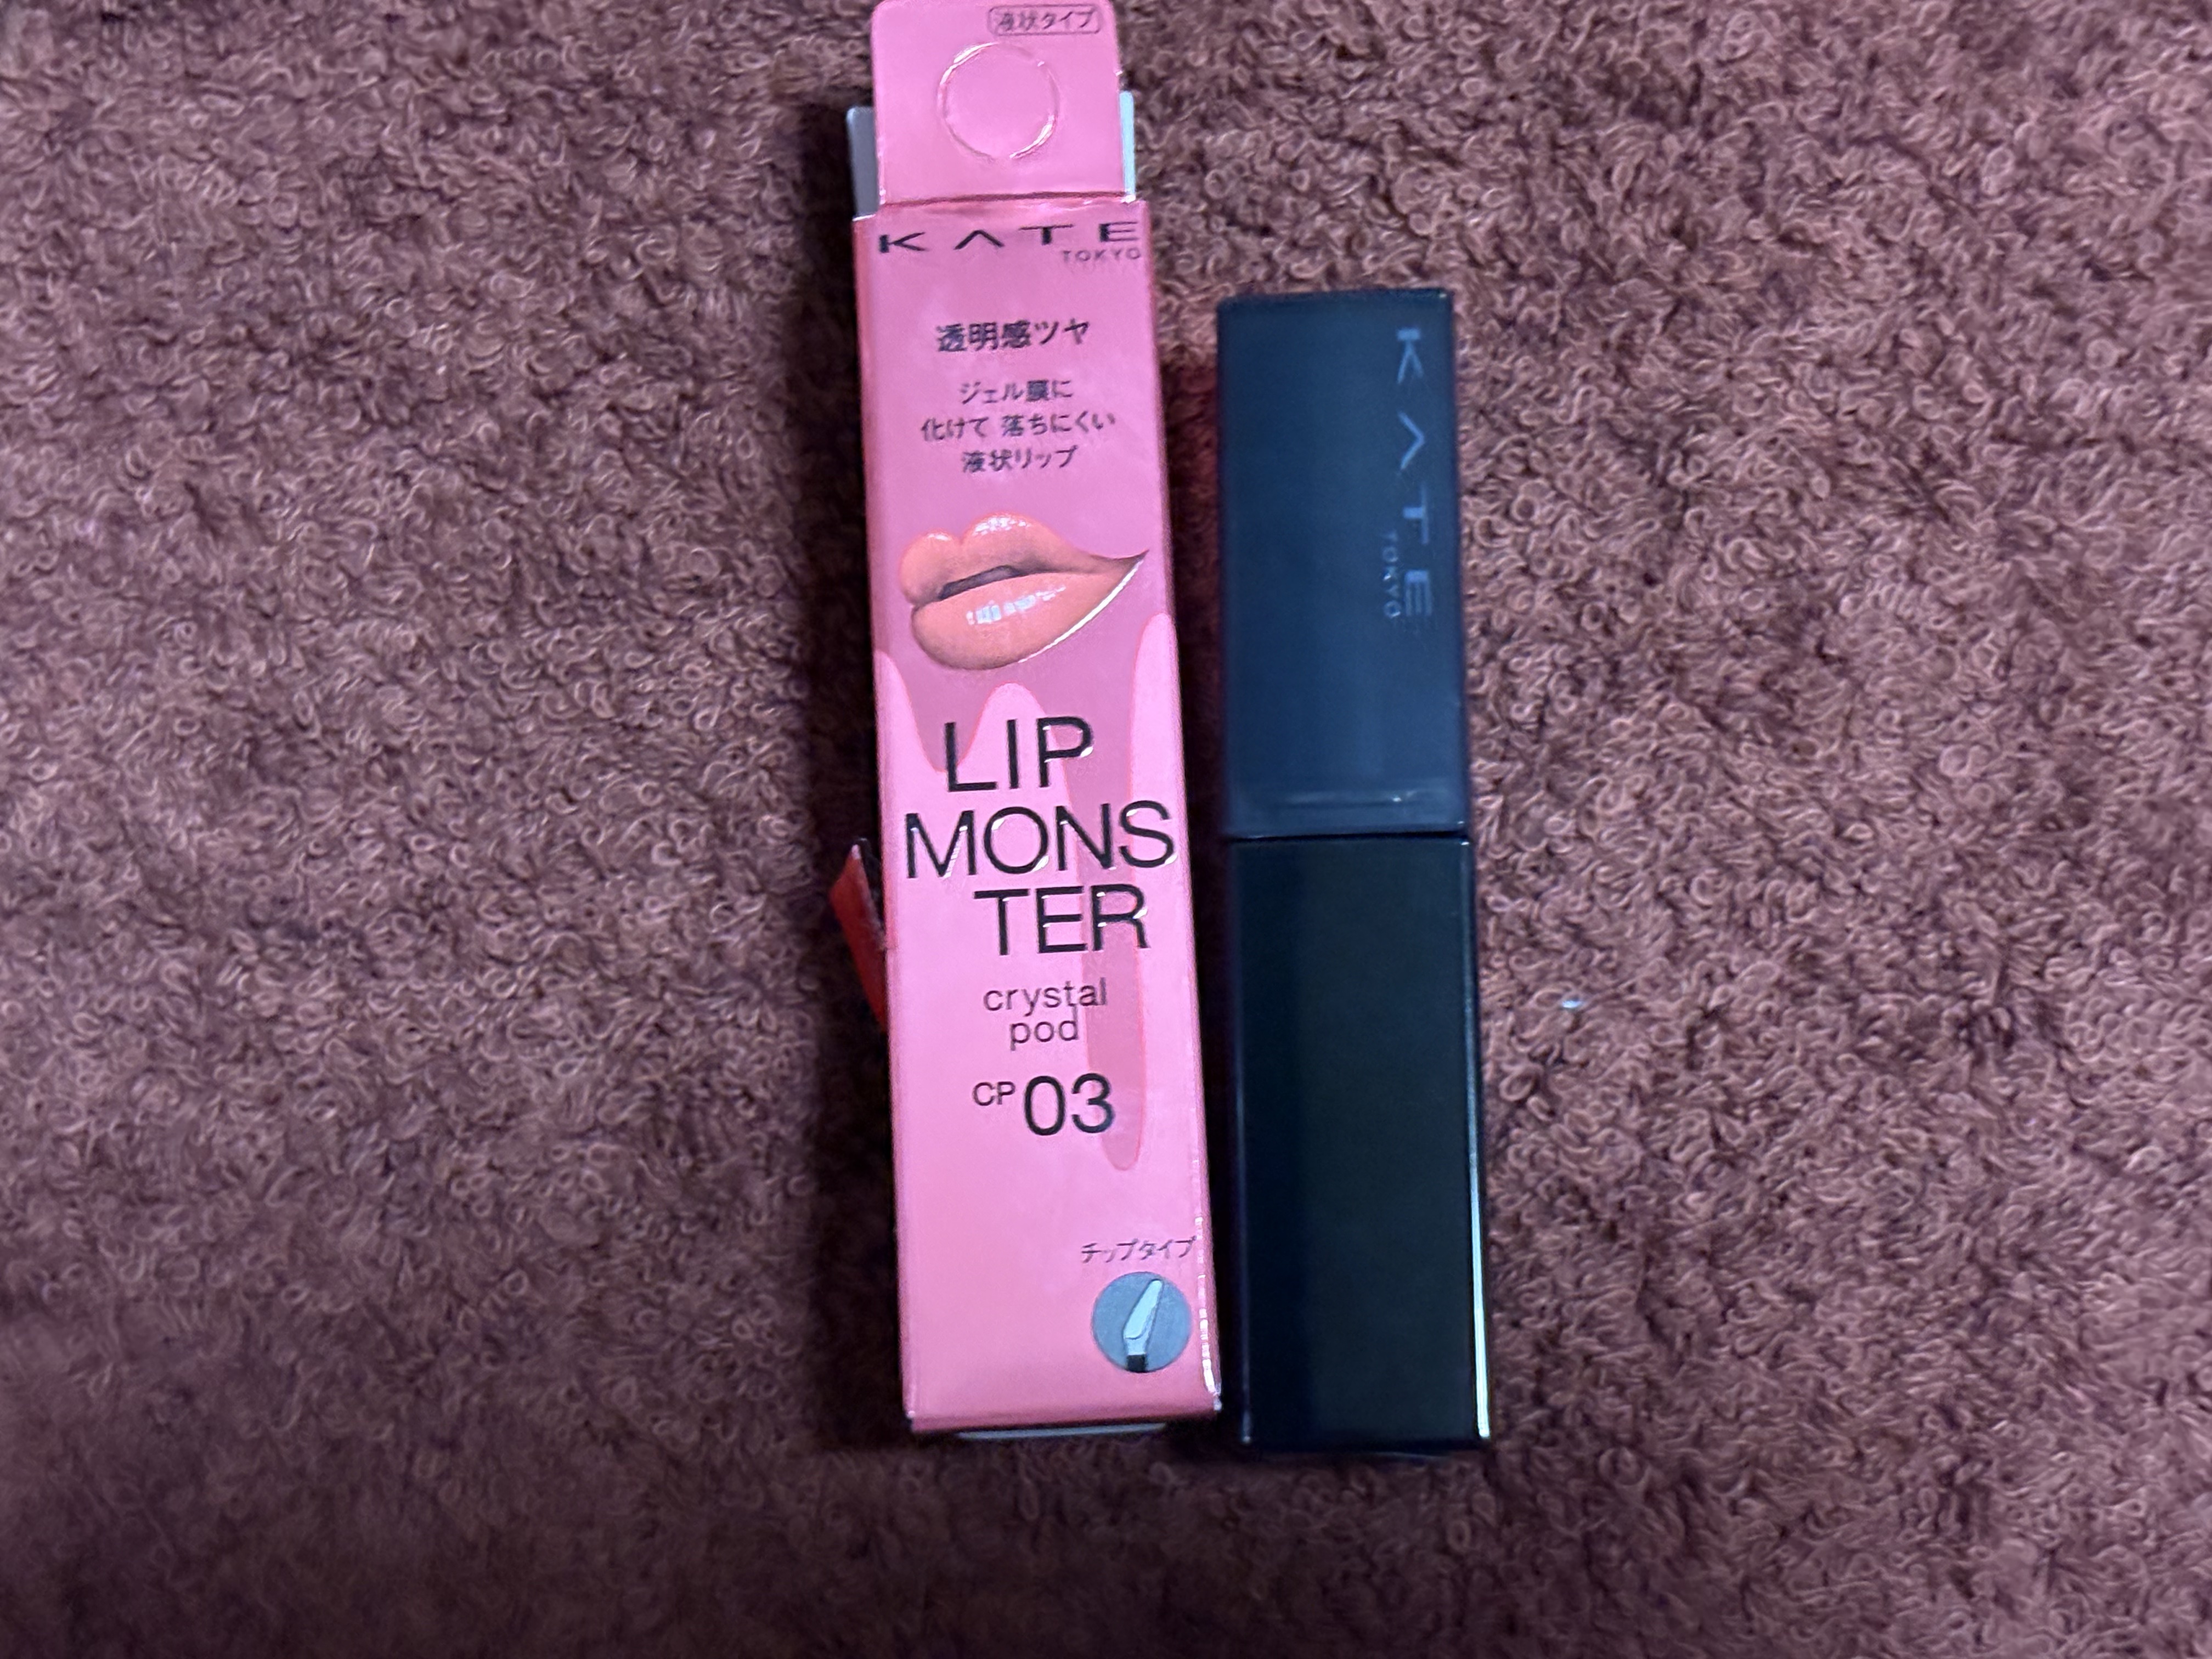 液状タイプ
KATE
TOKYO
透明感ツヤ
ジェル膜に
化けて 落ちにくい
液状リップ
LIP
MONS
TER
crystal
pod
CP 03
チップタイプ
KATE
TOKYO